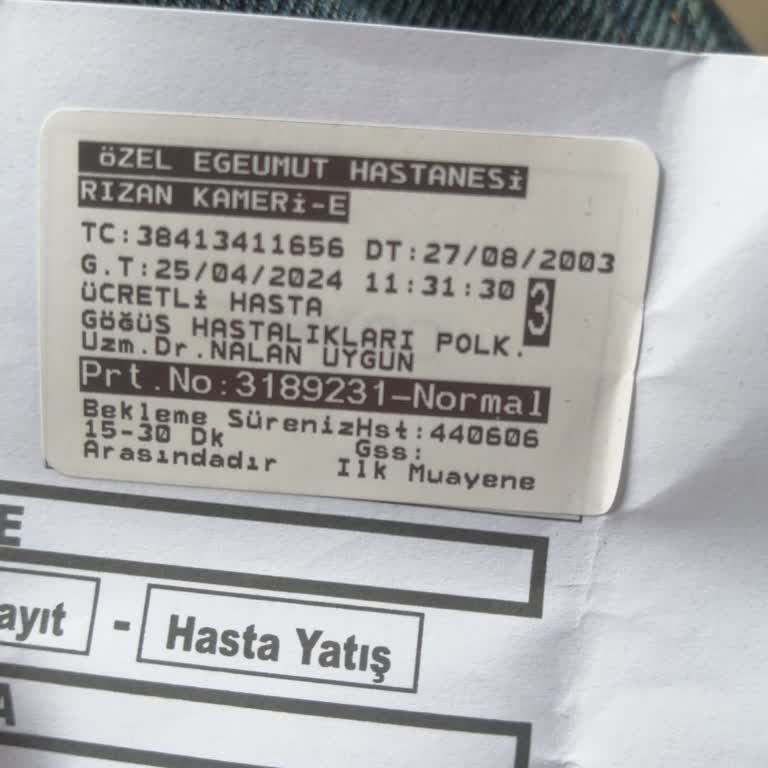 ÖZEL EGEUMUT HASTANESİ
RIZAN KAMERİ-E
TC:38413411656 DT:27/08/2003
G.T:25/04/2024 11:31:30 3
ÜCRETLİ HASTA
GÖĞÜS HASTALIKLARI POLK.
Uzm.Dr.NALAN UYGUN
Prt.No:3189231-Normal
Bekleme SürenizHst:440606
15-30 Dk Gss:
Arasındadır Ilk Muayene
E
ayıt - Hasta Yatış
A